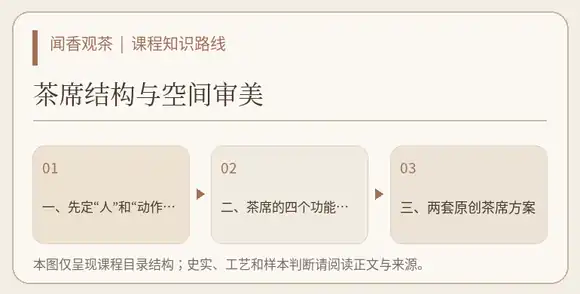 闻香观茶｜课程知识路线
茶席结构与空间审美
01
一、先定“人”和“动作…
02
二、茶席的四个功能…
03
三、两套原创茶席方案
本图仅呈现课程目录结构；史实、工艺和样本判断请阅读正文与来源。